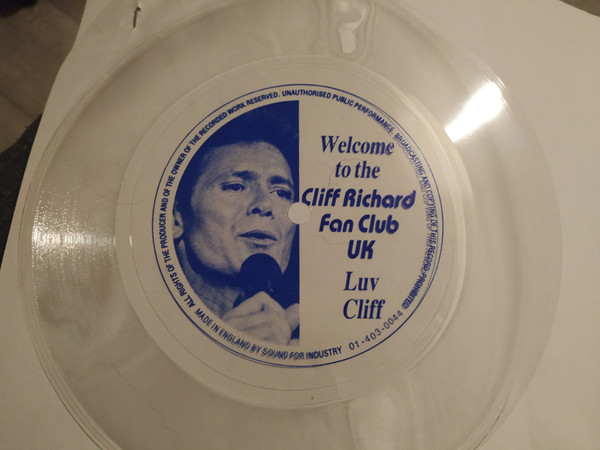 ALL RIGHTS OF THE PRODUCER AND OF THE OWNER OF THE RECORDED WORK RESERVED. UNAUTHORISED PUBLIC PERFORMANCE, BROADCASTING AND COPYING OF THIS RECORD PROHIBITED
Welcome
to the
Cliff Richard
Fan Club
UK
Luv
Cliff
MADE IN ENGLAND BY SOUND FOR INDUSTRY 01-403-0044